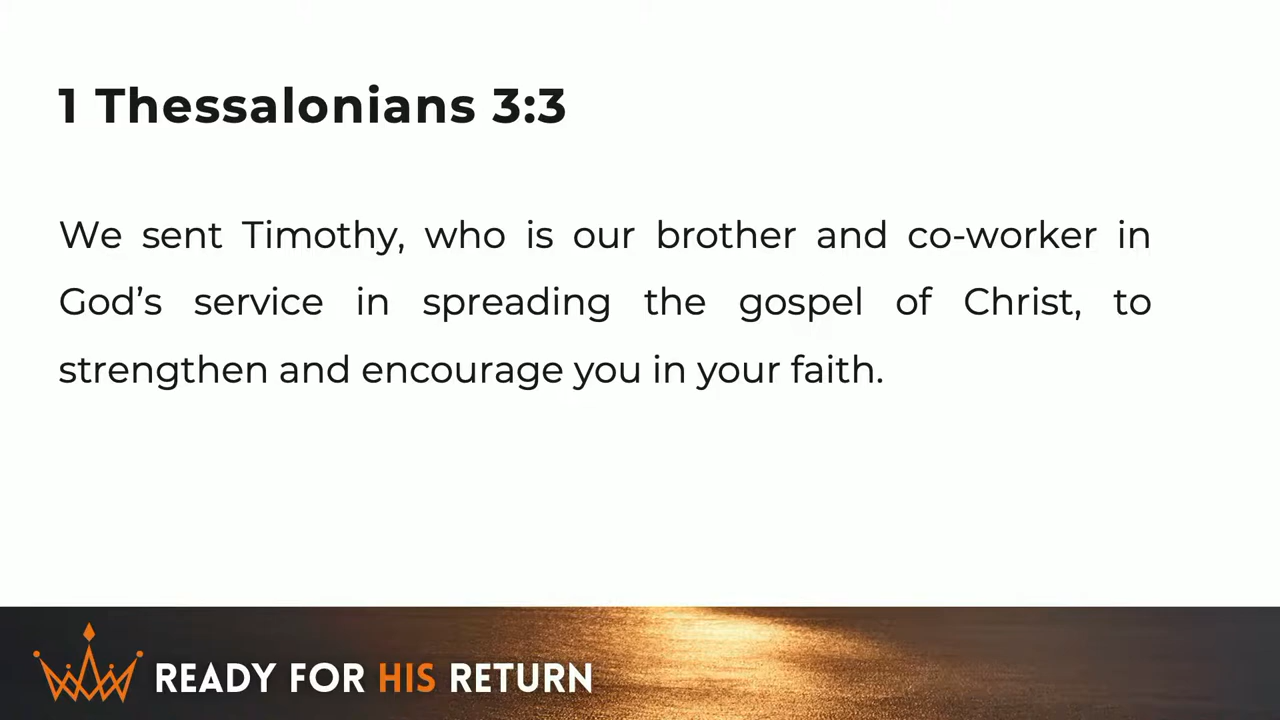 1 Thessalonians 3:3
We sent Timothy, who is our brother and co-worker in
God’s service in spreading the gospel of Christ, to
strengthen and encourage you in your faith.
READY FOR HIS RETURN